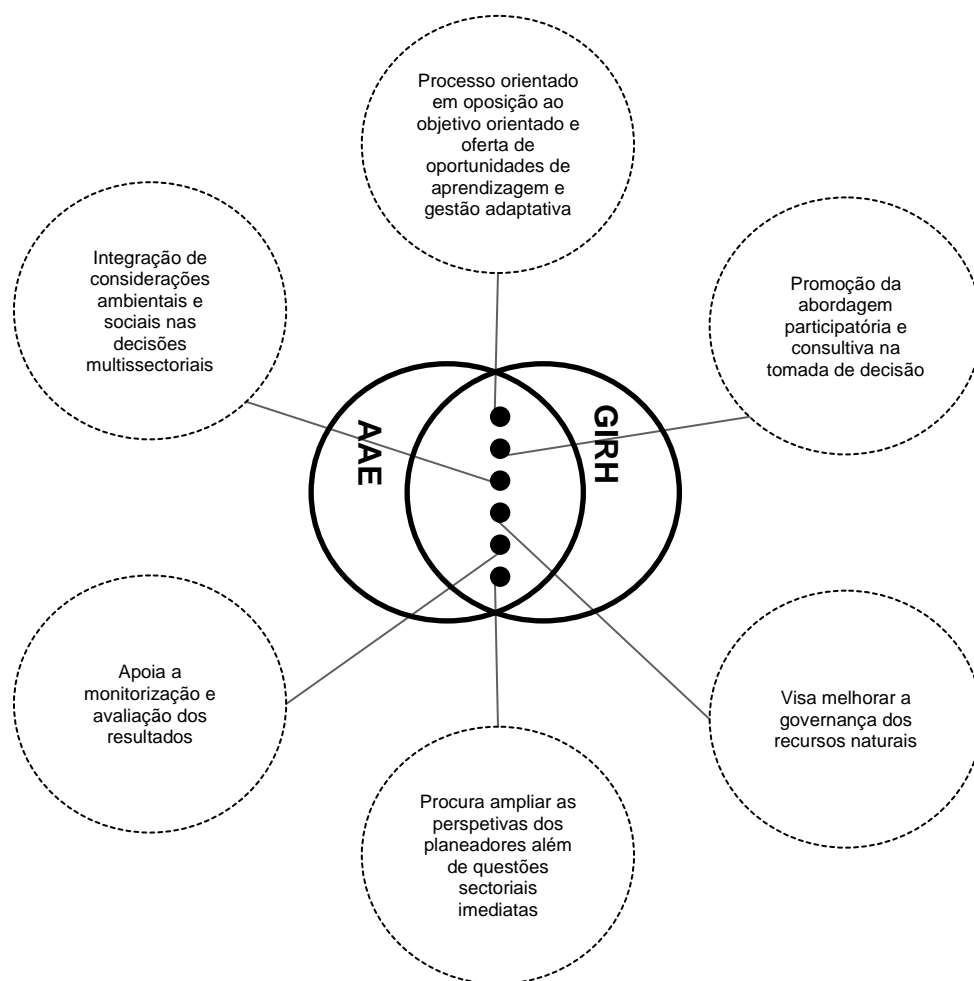 Processo orientado
em oposição ao
objetivo orientado e
oferta de
oportunidades de
aprendizagem e
gestão adaptativa
Integração de
considerações
ambientais e
sociais nas
decisões
multissectoriais
Promoção da
abordagem
participatória e
consultiva na
tomada de decisão
AAE
GIRH
Apoia a
monitorização e
avaliação dos
resultados
Visa melhorar a
governança dos
recursos naturais
Procura ampliar as
perspetivas dos
planeadores além
de questões
sectoriais
imediatas